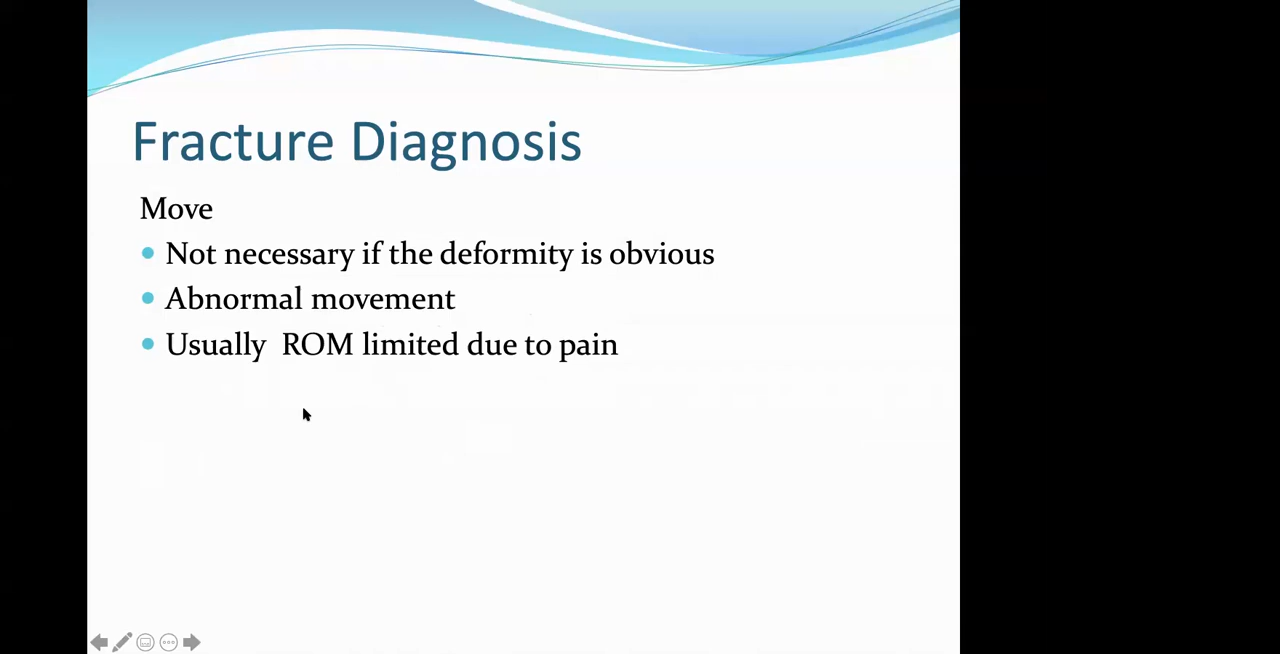 Fracture Diagnosis
Move
Not necessary if the deformity is obvious
Abnormal movement
Usually  ROM limited due to pain